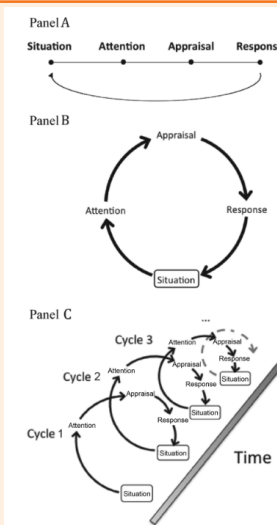 Panel A
Situation Attention Appraisal Respons
Panel B
Appraisal
Attention
Response
Situation
Panel C
...
Cycle 3
Attention
Appraisal
Response
Situation
Cycle 2
Attention
Appraisal
Response
Situation
Cycle 1
Attention
Appraisal
Response
Situation
Situation
Time